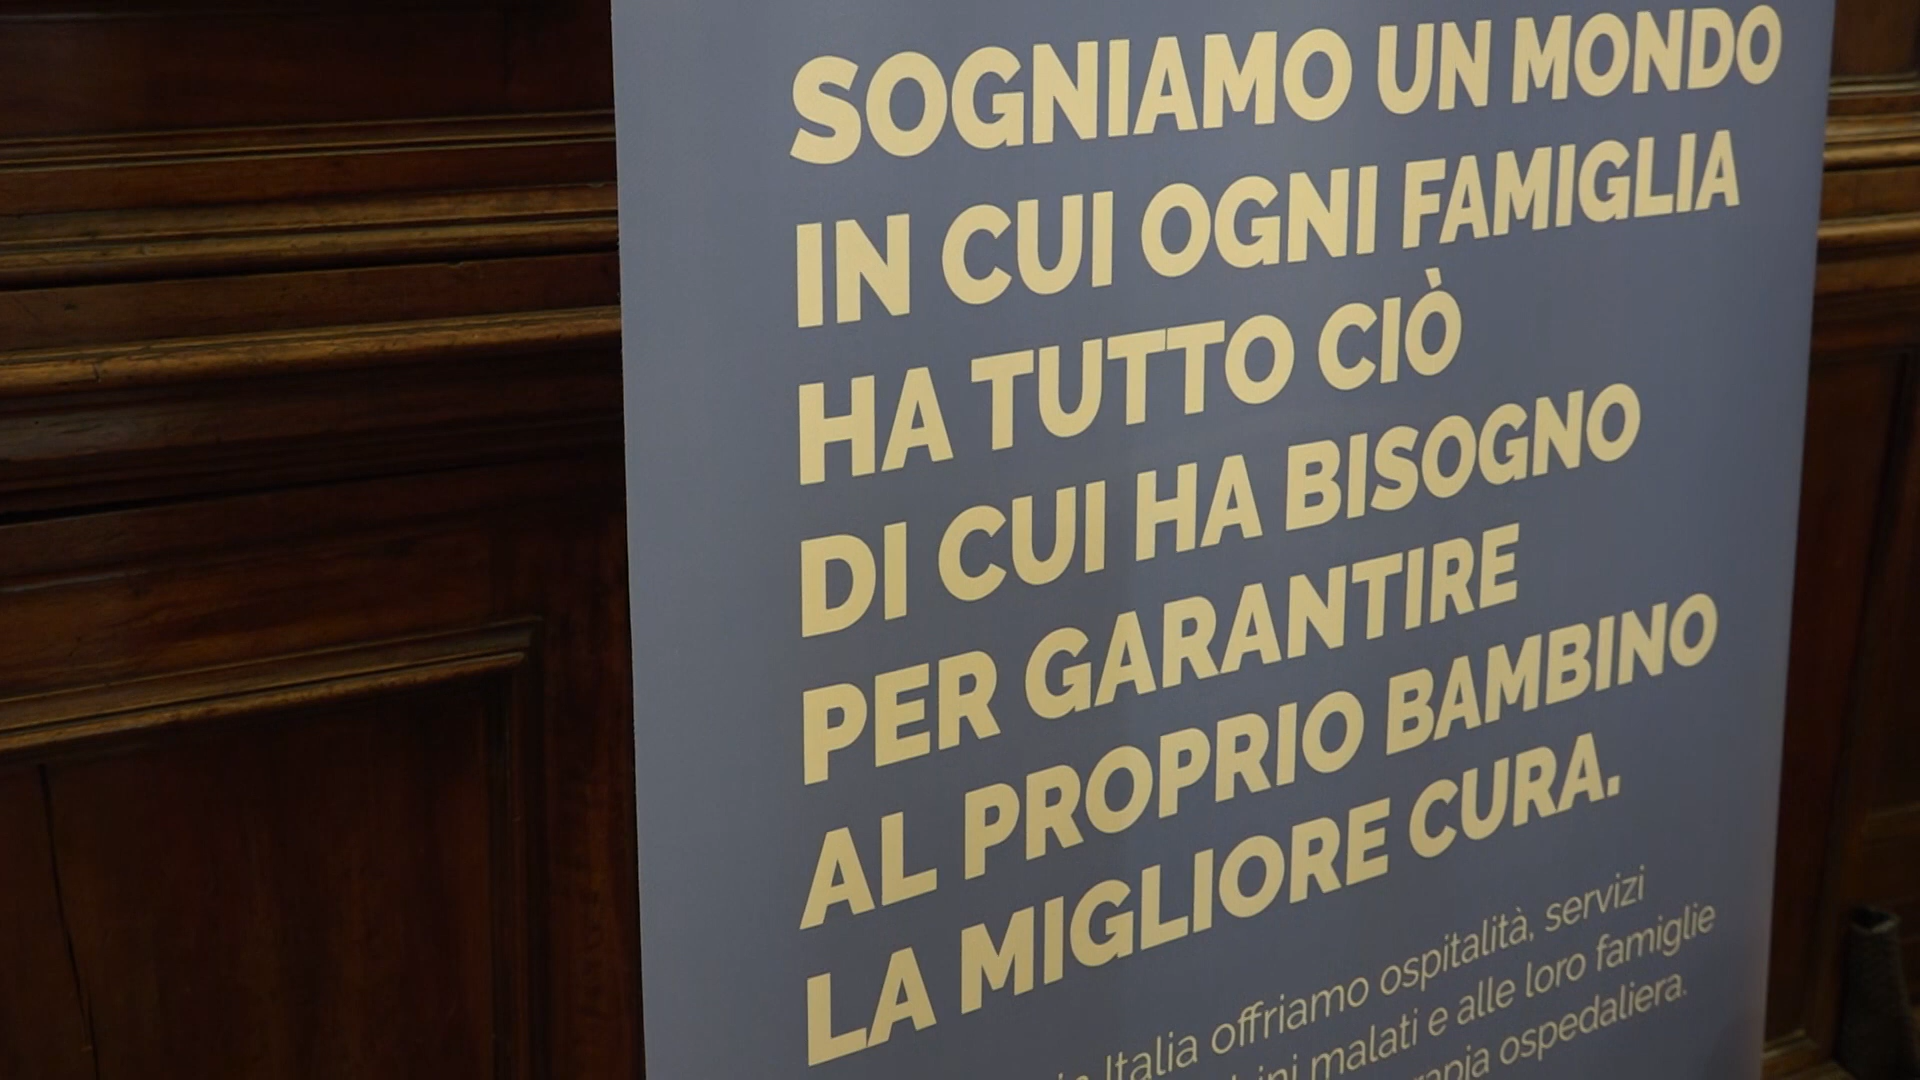 SOGNIAMO UN MONDO
IN CUI OGNI FAMIGLIA
HA TUTTO CIÒ
DI CUI HA BISOGNO
PER GARANTIRE
AL PROPRIO BAMBINO
LA MIGLIORE CURA.
Italia offriamo ospitalità, servizi
malati e alle loro famiglie
ospedaliera.